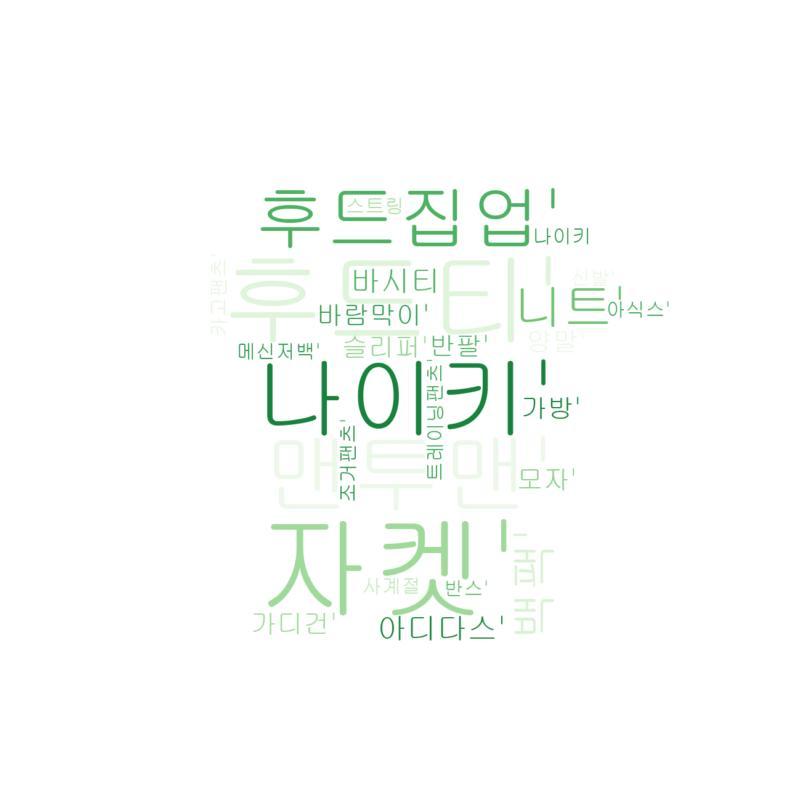 후드집업'
스트링
나이키
후드티'
바시티
신발'
카고팬츠'
니트'
바람막이'
아식스'
슬리퍼'
반팔'
양말'
메신저백'
나이키'
가방'
트레이닝팬츠'
조거팬츠'
맨투맨'
모자'
자켓'
사계절
반스'
가디건'
아디다스'